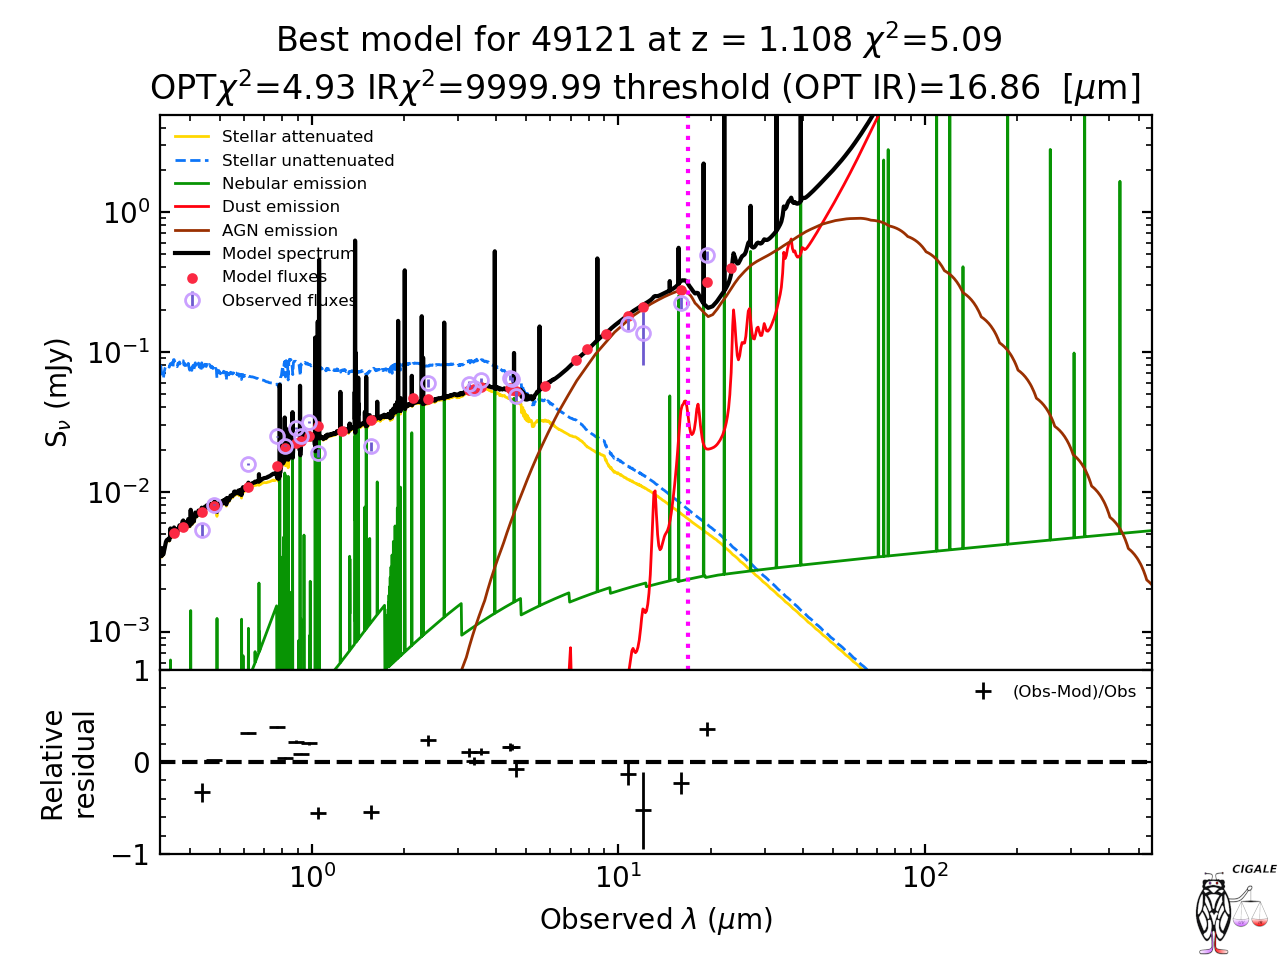 Best model for 49121 at z = 1.108 χ²=5.09
OPTχ²=4.93 IRχ²=9999.99 threshold (OPT IR)=16.86 [μm]
Stellar attenuated
Stellar unattenuated
Nebular emission
Dust emission
AGN emission
Model spectrum
Model fluxes
Observed fluxes
S_ν (mJy)
10⁰
10⁻¹
10⁻²
10⁻³
(Obs-Mod)/Obs
Relative
residual
1
0
−1
10⁰ 10¹ 10²
Observed λ (μm)
CIGALE